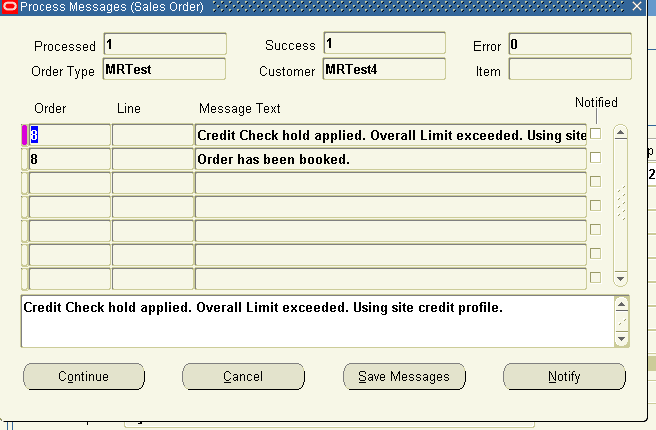 Process Messages (Sales Order)
Processed 1 Success 1 Error 0
Order Type MRTest Customer MRTest4 Item
Notified
Order Line Message Text
8 Credit Check hold applied. Overall Limit exceeded. Using site
8 Order has been booked.
p
2
Credit Check hold applied. Overall Limit exceeded. Using site credit profile.
Continue Cancel Save Messages Notify